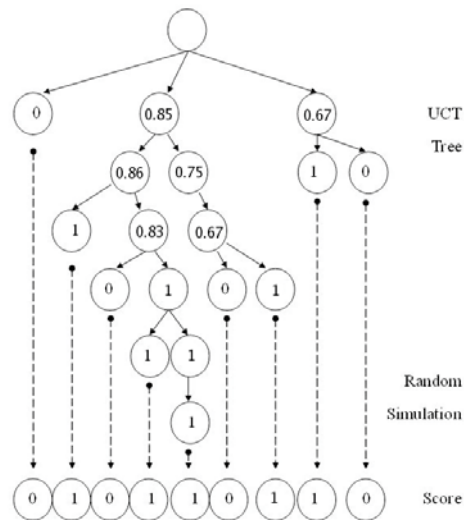 0 0.85 0.67 UCT
Tree
0.86 0.75 1 0
1 0.83 0.67
0 1 0 1
1 1
Random
Simulation
1
0 1 0 1 1 0 1 1 0 Score